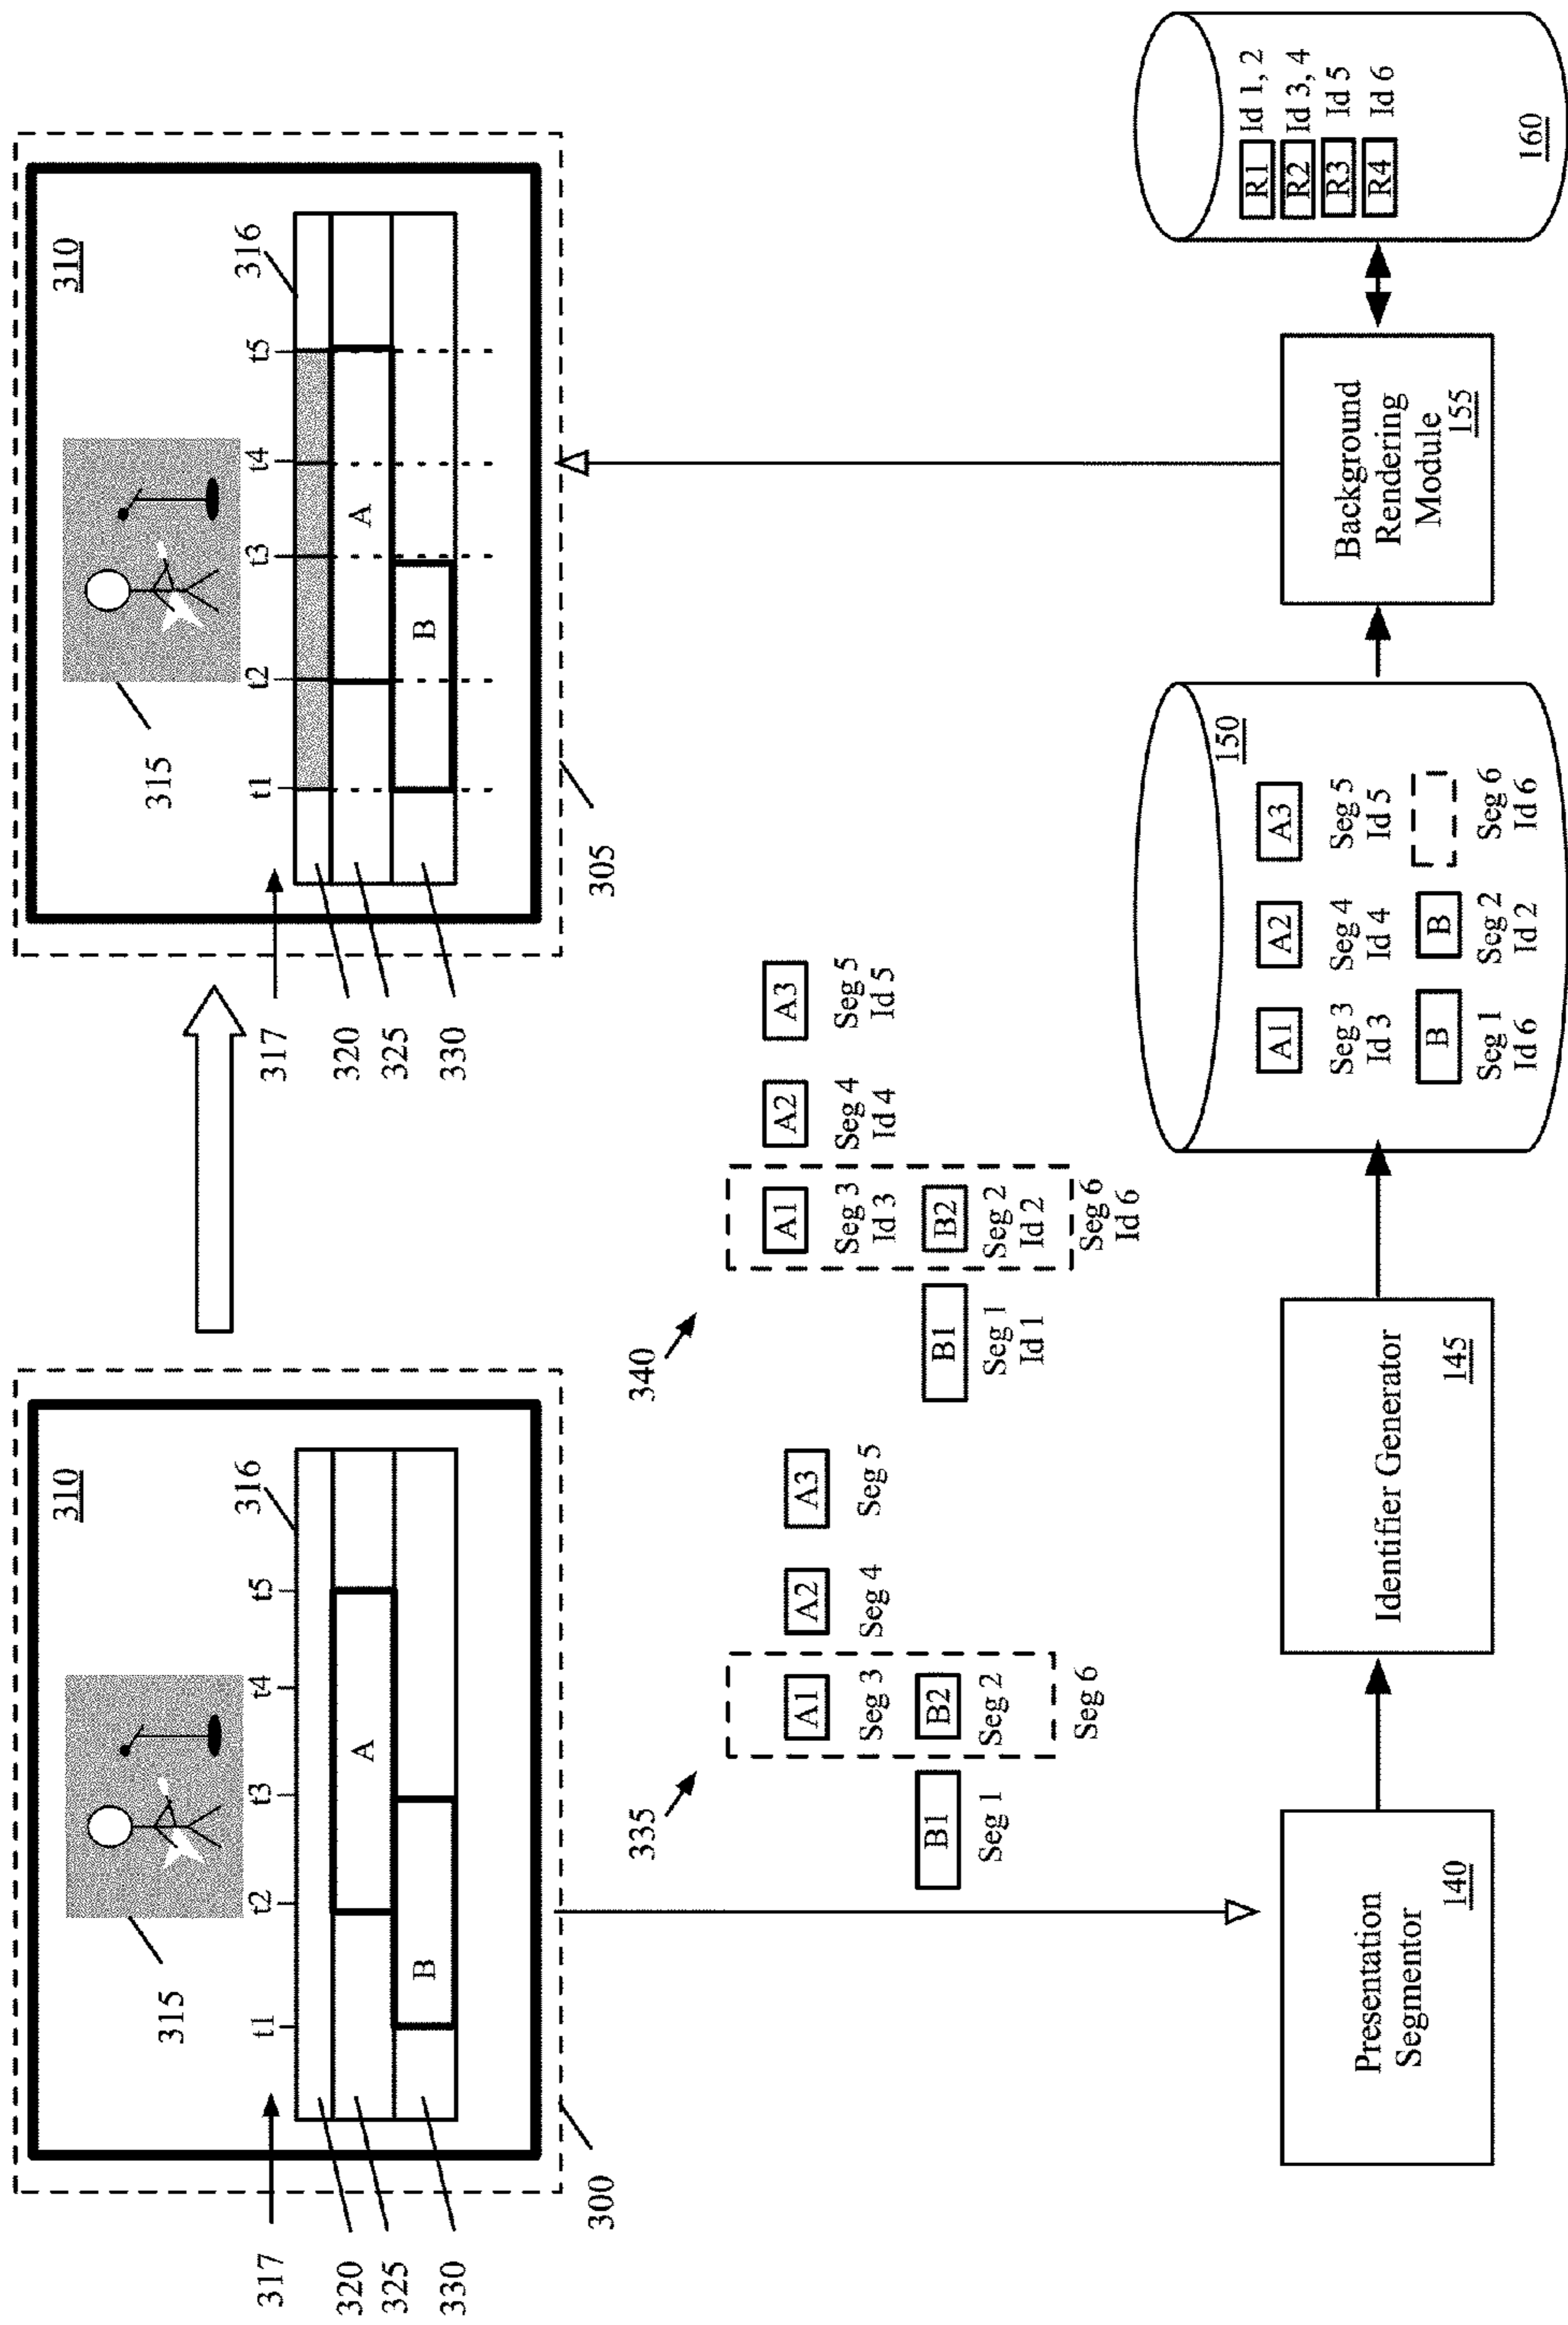 310
315
316
t1
t2
t3
t4
t5
A
B
317
320
325
330
300
310
315
316
t1
t2
t3
t4
t5
A
B
317
320
325
330
305
335
A1
A2
A3
Seg 3
Seg 4
Seg 5
B1
B2
Seg 1
Seg 2
Seg 6
340
A1
A2
A3
Seg 3
Seg 4
Seg 5
Id 3
Id 4
Id 5
B1
B2
Seg 1
Seg 2
Id 1
Id 2
Seg 6
Id 6
Presentation
Segmentor
140
Identifier Generator
145
150
A1
A2
A3
Seg 3
Seg 4
Seg 5
Id 3
Id 4
Id 5
B
B
Seg 1
Seg 2
Seg 6
Id 6
Id 2
Id 6
Background
Rendering
Module
155
R1 Id 1, 2
R2 Id 3, 4
R3 Id 5
R4 Id 6
160